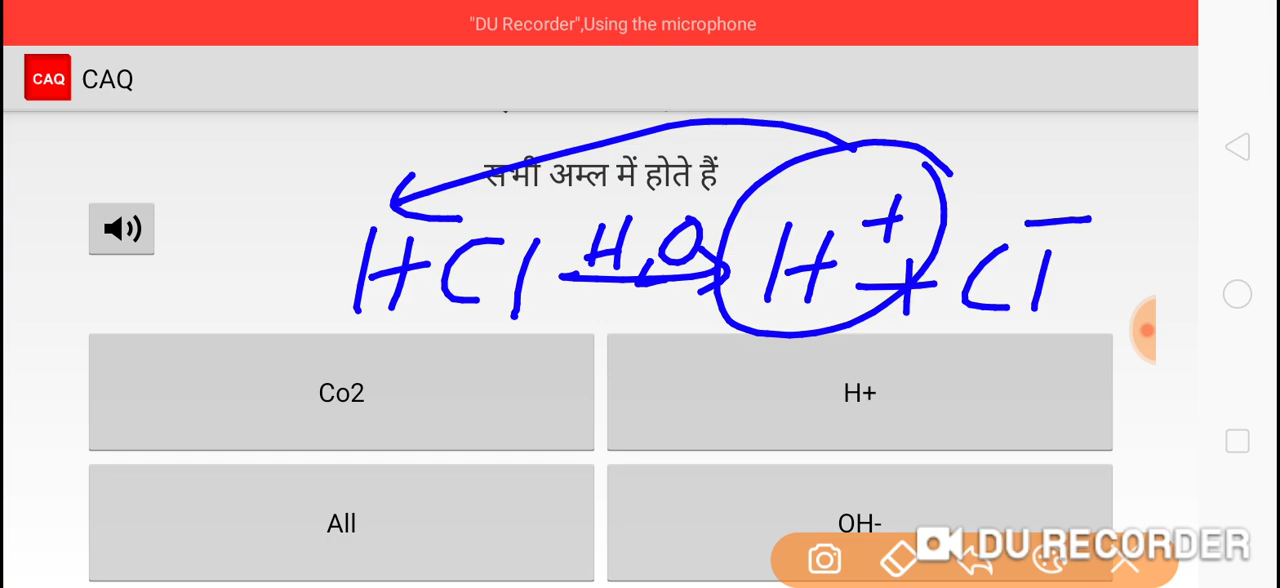 "DU Recorder",Using the microphone
CAQ CAQ
सभी अम्ल में होते हैं
HCl H2O H+ + Cl-
Co2 H+
All OH-
DU RECORDER